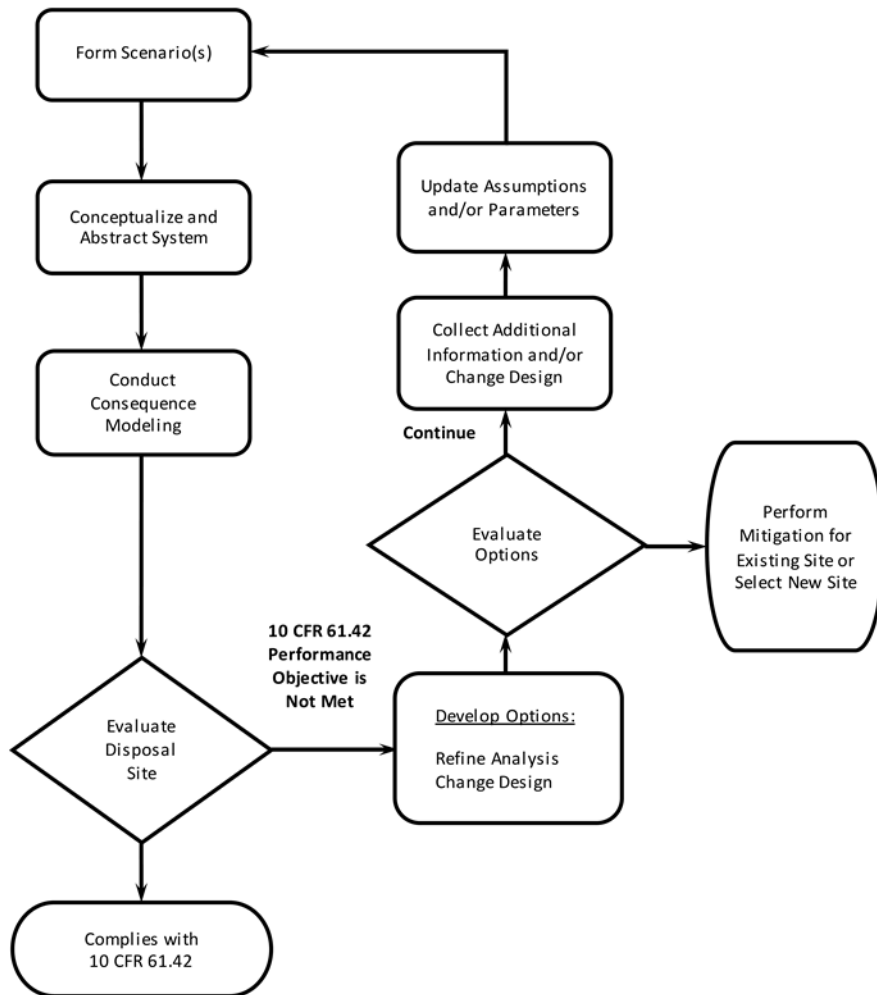 Form Scenario(s)
Conceptualize and
Abstract System
Conduct
Consequence
Modeling
Evaluate
Disposal
Site
Complies with
10 CFR 61.42
10 CFR 61.42
Performance
Objective is
Not Met
Develop Options:
Refine Analysis
Change Design
Evaluate
Options
Continue
Collect Additional
Information and/or
Change Design
Update Assumptions
and/or Parameters
Perform
Mitigation for
Existing Site or
Select New Site